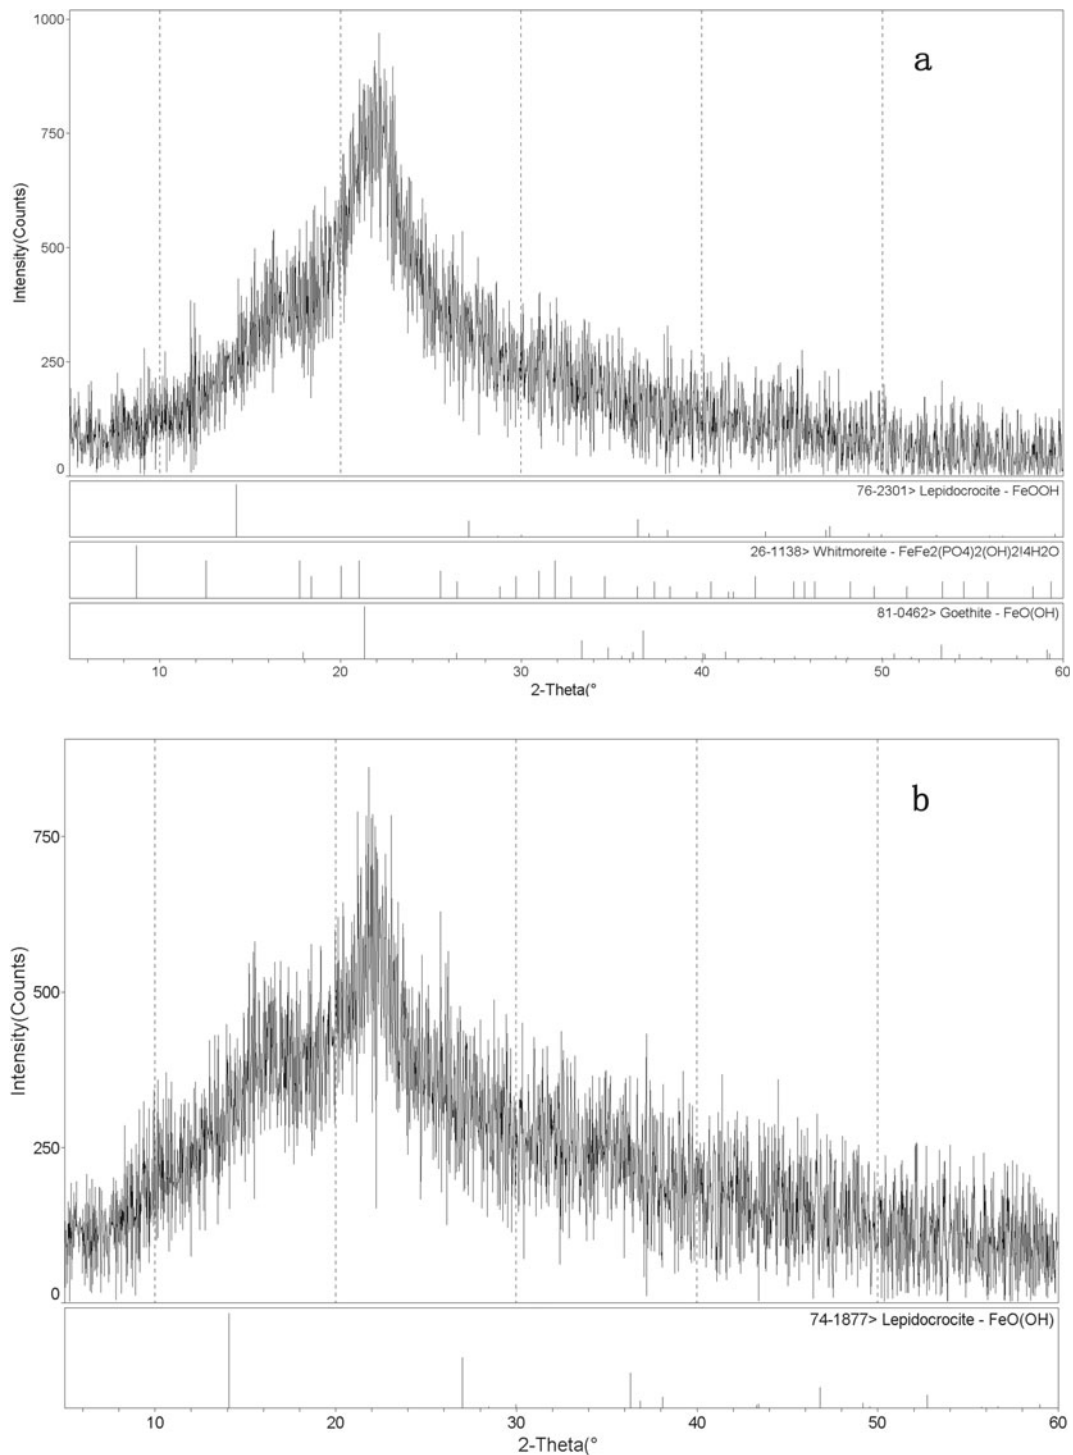 1000
a
750
Intensity(Counts)
500
250
0
76-2301> Lepidocrocite - FeOOH
26-1138> Whitmoreite - FeFe2(PO4)2(OH)2!4H2O
81-0462> Goethite - FeO(OH)
10 20 30 40 50 60
2-Theta(°
b
750
Intensity(Counts)
500
250
0
74-1877> Lepidocrocite - FeO(OH)
10 20 30 40 50 60
2-Theta(°